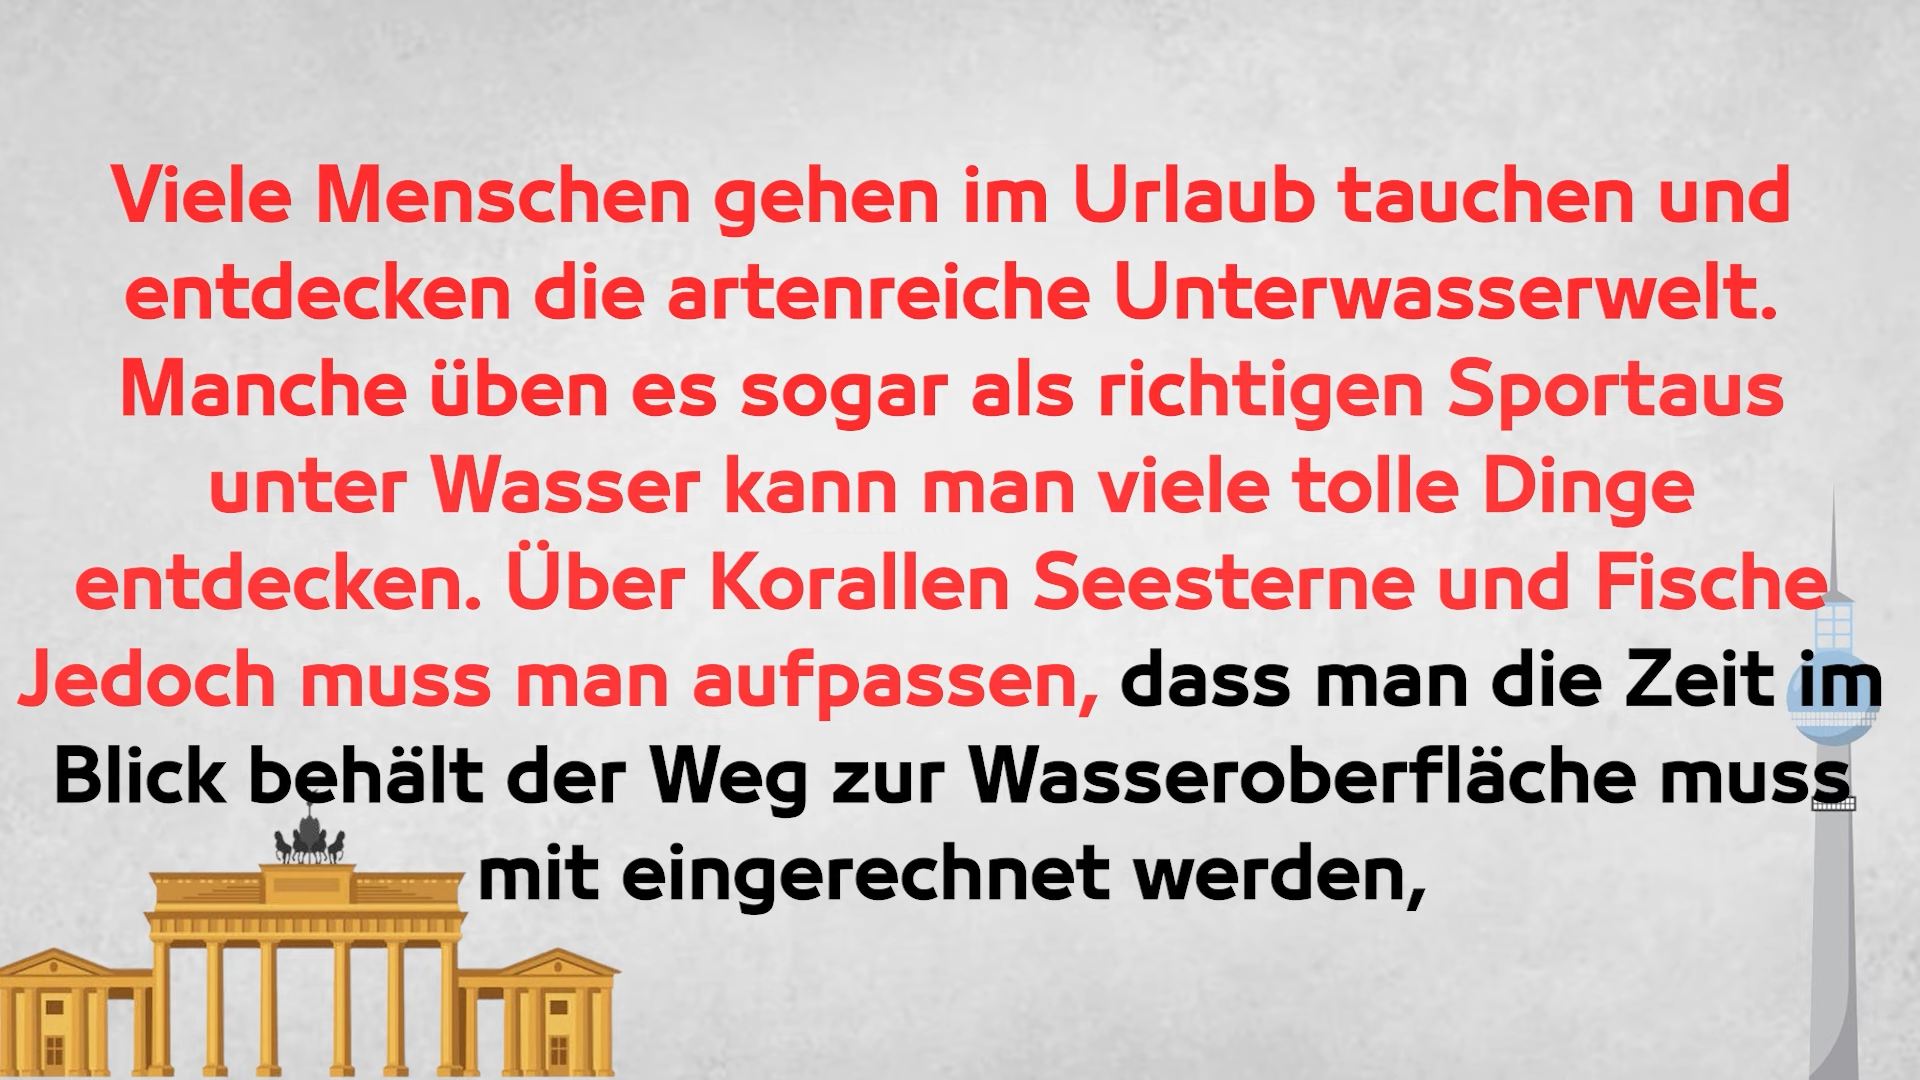 Viele Menschen gehen im Urlaub tauchen und
entdecken die artenreiche Unterwasserwelt.
Manche üben es sogar als richtigen Sportaus
unter Wasser kann man viele tolle Dinge
entdecken. Über Korallen Seesterne und Fische
Jedoch muss man aufpassen, dass man die Zeit im
Blick behält der Weg zur Wasseroberfläche muss
mit eingerechnet werden,